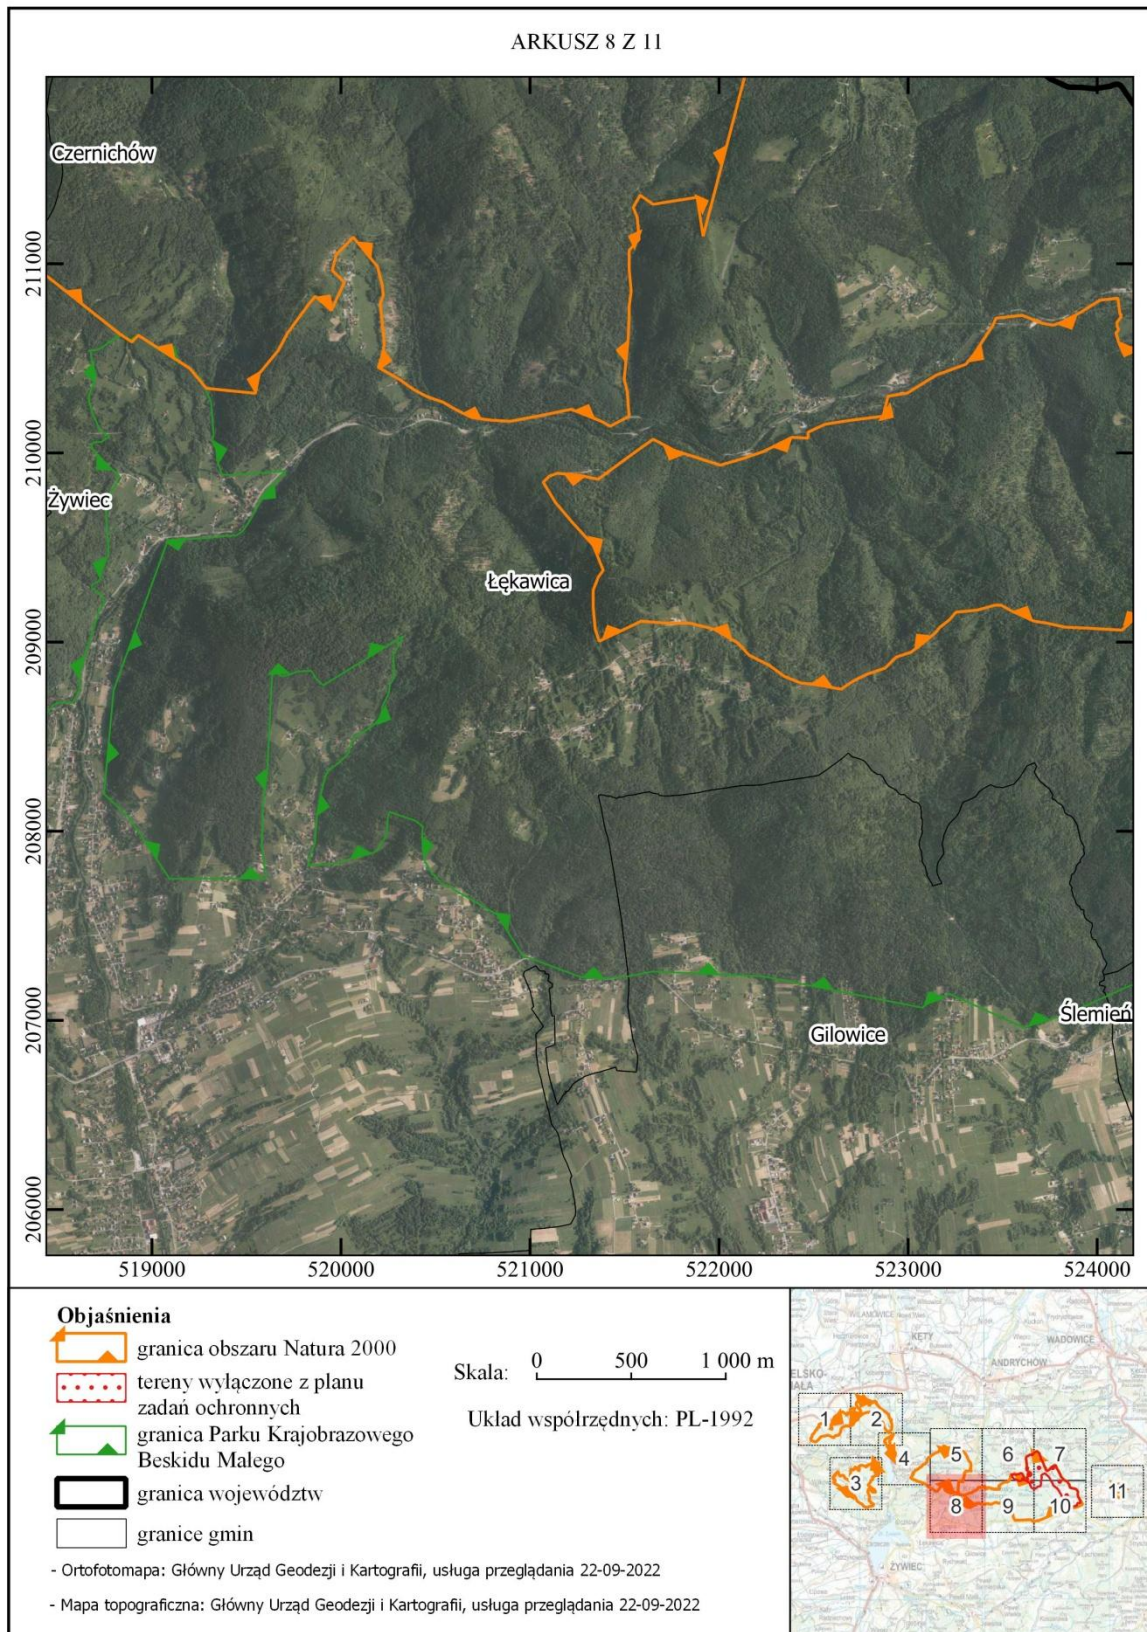 ARKUSZ 8 Z 11
Czernichów
Żywiec
Łękawica
Gilowice
Ślemień
211000
210000
209000
208000
207000
206000
519000
520000
521000
522000
523000
524000
Objaśnienia
granica obszaru Natura 2000
tereny wyłączone z planu
zadań ochronnych
granica Parku Krajobrazowego
Beskidu Małego
granica województw
granice gmin
Skala: 0 500 1 000 m
Układ współrzędnych: PL-1992
- Ortofotomapa: Główny Urząd Geodezji i Kartografii, usługa przeglądania 22-09-2022
- Mapa topograficzna: Główny Urząd Geodezji i Kartografii, usługa przeglądania 22-09-2022
KĘTY
WADOWICE
ANDRYCHÓW
1
2
3
4
5
6
7
8
9
10
11
ŻYWIEC